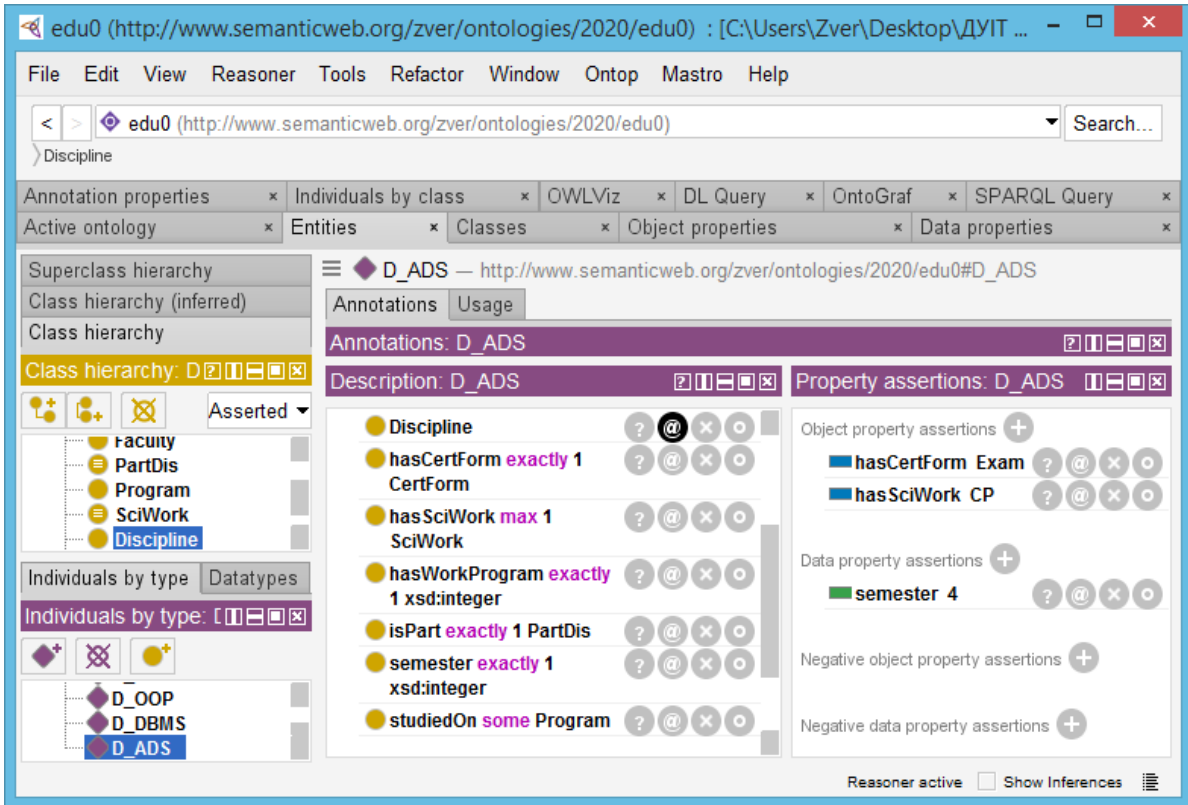 edu0 (http://www.semanticweb.org/zver/ontologies/2020/edu0) : [C:\Users\Zver\Desktop\ДУІТ ...
File Edit View Reasoner Tools Refactor Window Ontop Mastro Help
< > edu0 (http://www.semanticweb.org/zver/ontologies/2020/edu0) Search...
Discipline
Annotation properties × Individuals by class × OWLViz × DL Query × OntoGraf × SPARQL Query ×
Active ontology × Entities × Classes × Object properties × Data properties ×
Superclass hierarchy
Class hierarchy (inferred)
Class hierarchy
Class hierarchy: D
Asserted
Faculty
PartDis
Program
SciWork
Discipline
Individuals by type Datatypes
Individuals by type:
D_OOP
D_DBMS
D_ADS
D_ADS — http://www.semanticweb.org/zver/ontologies/2020/edu0#D_ADS
Annotations Usage
Annotations: D_ADS
Description: D_ADS
Discipline
hasCertForm exactly 1
CertForm
hasSciWork max 1
SciWork
hasWorkProgram exactly
1 xsd:integer
isPart exactly 1 PartDis
semester exactly 1
xsd:integer
studiedOn some Program
Property assertions: D_ADS
Object property assertions
hasCertForm Exam
hasSciWork CP
Data property assertions
semester 4
Negative object property assertions
Negative data property assertions
Reasoner active Show Inferences